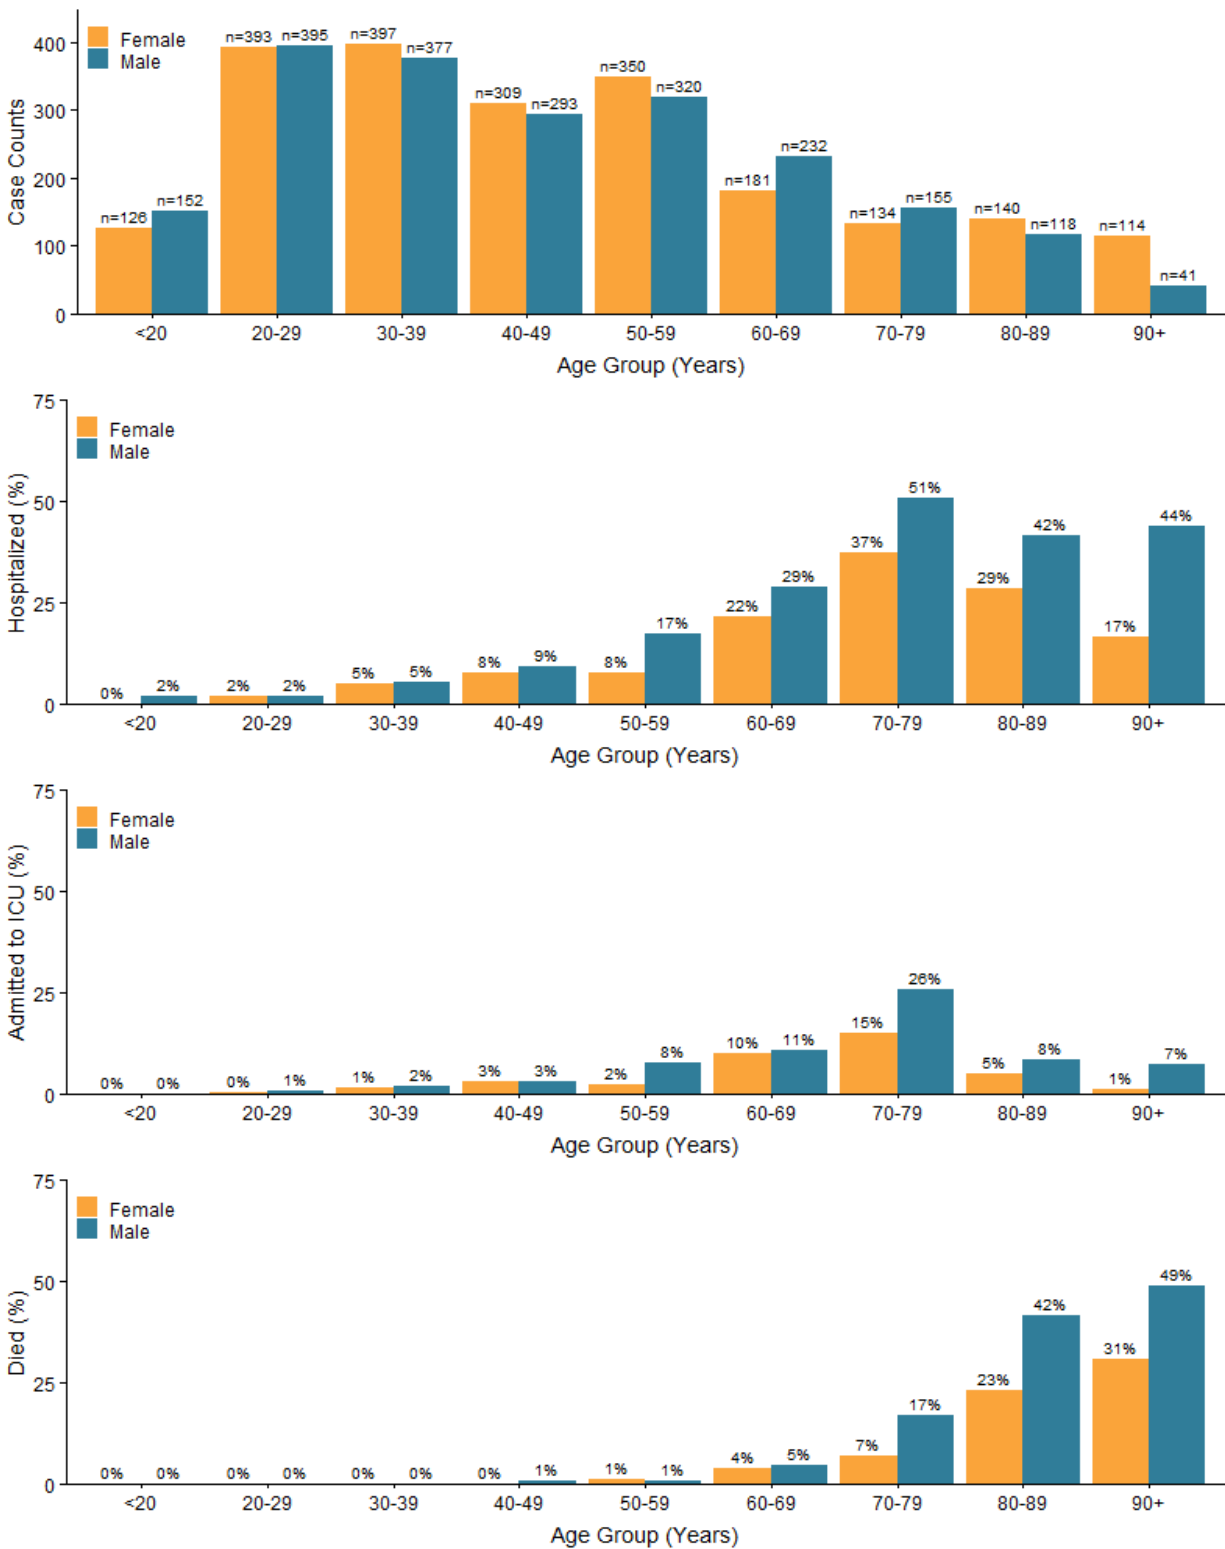 Female
Male
Case Counts
400
300
200
100
0
n=126
n=152
n=393
n=395
n=397
n=377
n=309
n=293
n=350
n=320
n=181
n=232
n=134
n=155
n=140
n=118
n=114
n=41
<20 20-29 30-39 40-49 50-59 60-69 70-79 80-89 90+
Age Group (Years)
Female
Male
Hospitalized (%)
75
50
25
0
0%
2%
2%
2%
5%
5%
8%
9%
8%
17%
22%
29%
37%
51%
29%
42%
17%
44%
<20 20-29 30-39 40-49 50-59 60-69 70-79 80-89 90+
Age Group (Years)
Female
Male
Admitted to ICU (%)
75
50
25
0
0%
0%
0%
1%
1%
2%
3%
3%
2%
8%
10%
11%
15%
26%
5%
8%
1%
7%
<20 20-29 30-39 40-49 50-59 60-69 70-79 80-89 90+
Age Group (Years)
Female
Male
Died (%)
75
50
25
0
0%
0%
0%
0%
0%
0%
0%
1%
1%
1%
4%
5%
7%
17%
23%
42%
31%
49%
<20 20-29 30-39 40-49 50-59 60-69 70-79 80-89 90+
Age Group (Years)